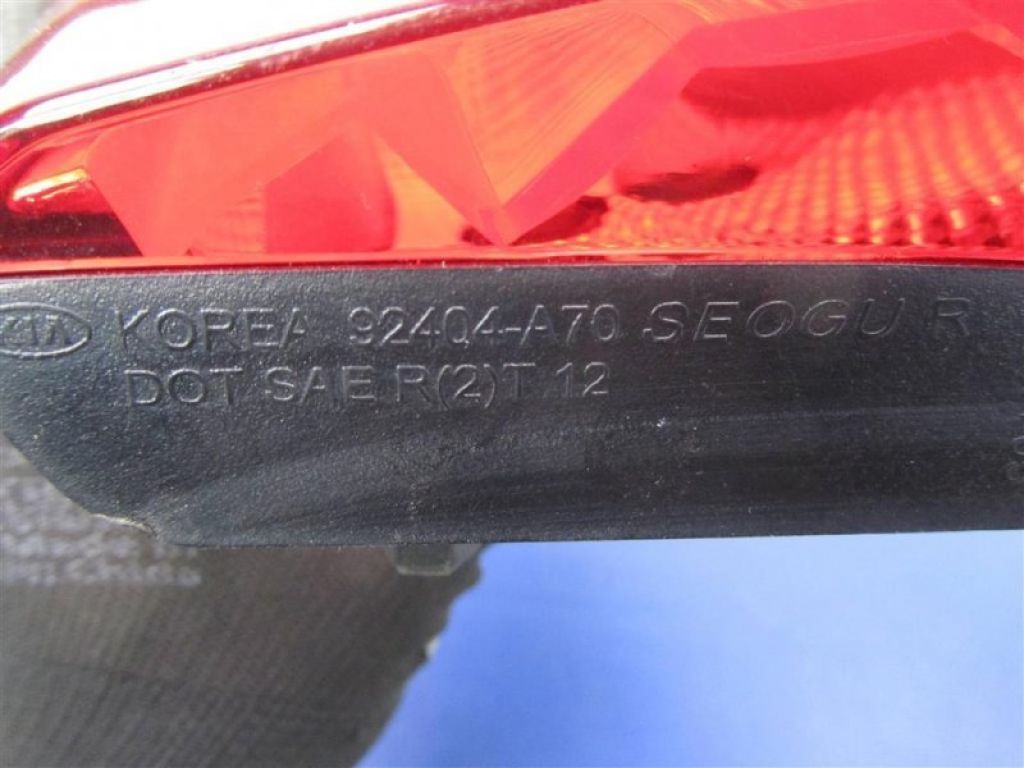 KIA KOREA 92404-A70 SEOGU R
DOT SAE R(2)T 12